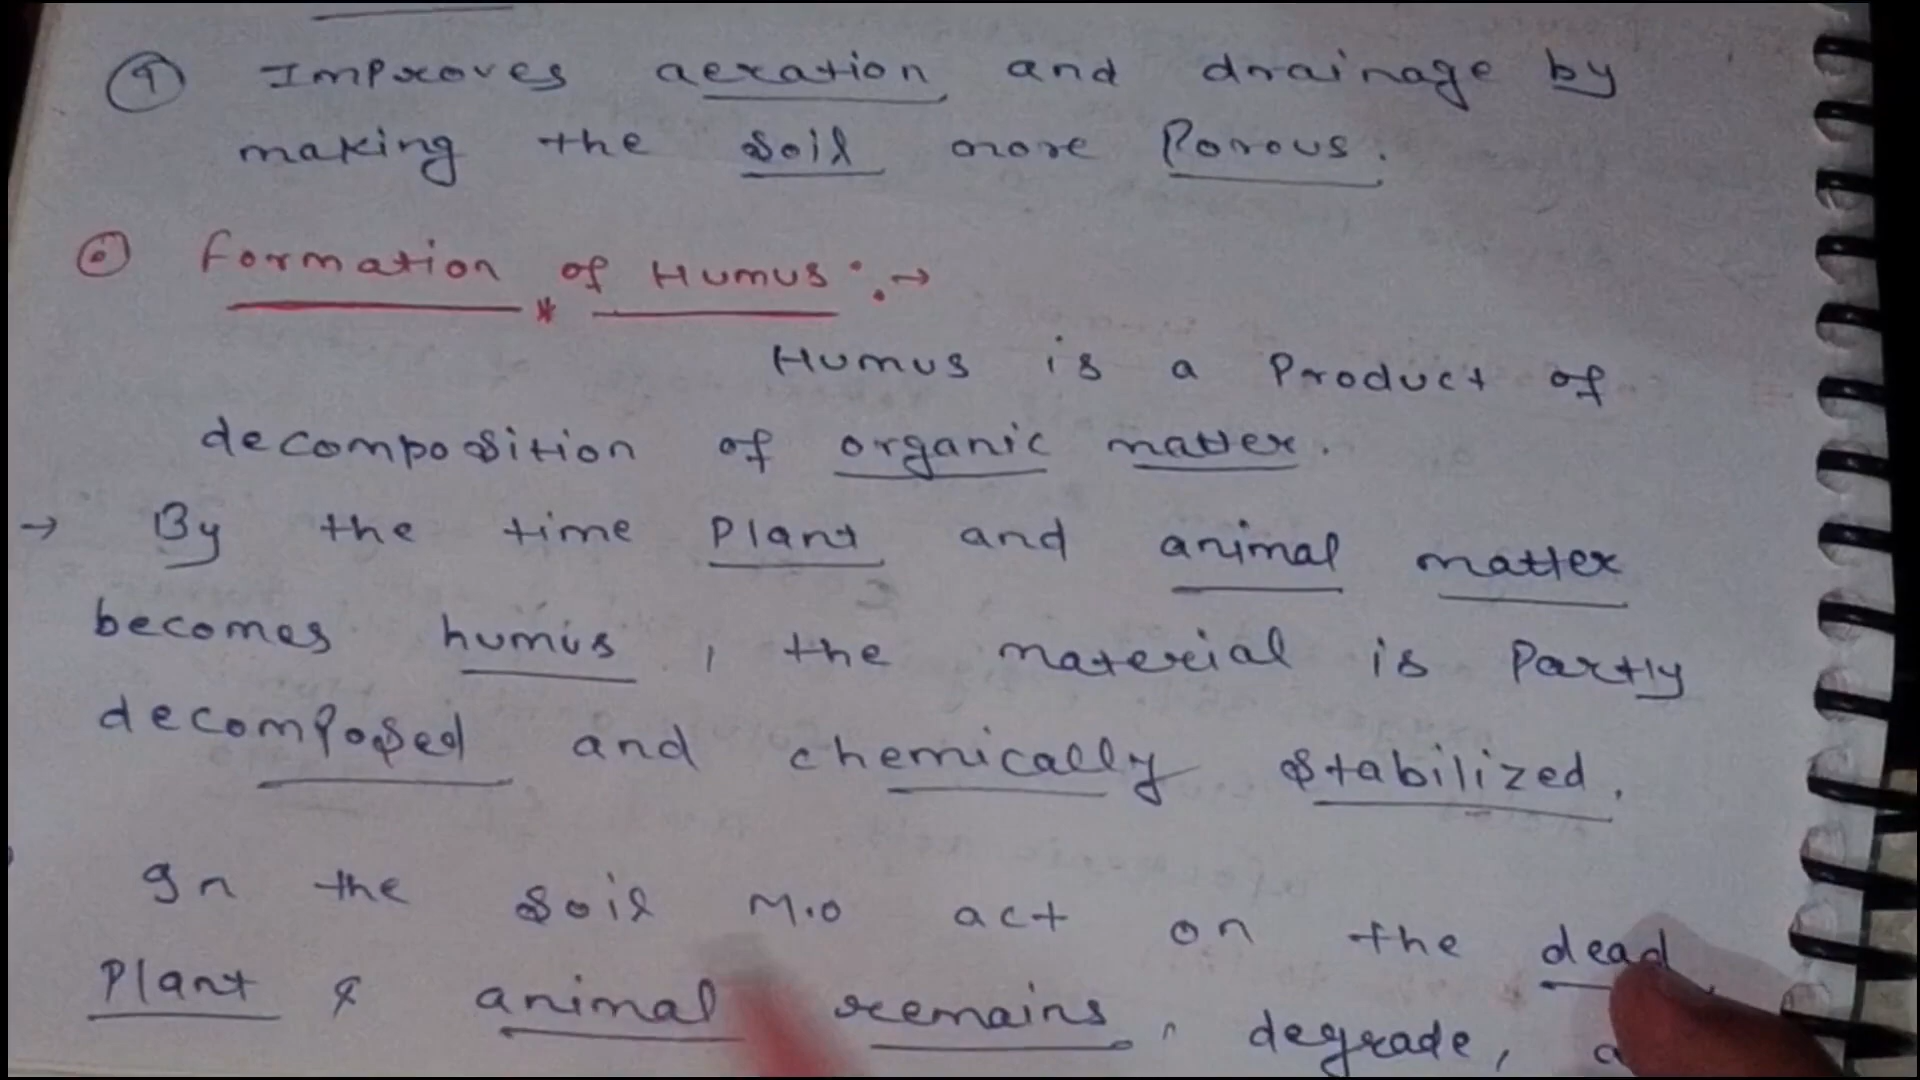 ④ Improves aeration and drainage by
making the soil more Porous.
⊙ formation of Humus :→
Humus is a Product of
decomposition of organic matter.
→ By the time Plant and animal matter
becomes humus, the material is Partly
decomposed and chemically stabilized.
In the soil M.O act on the dead
Plant & animal remains, degrade,